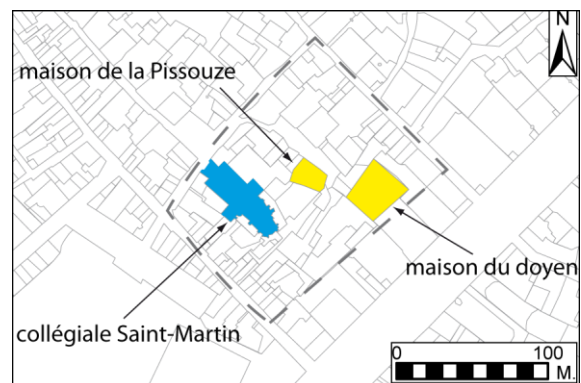 N
maison de la Pissouze
maison du doyen
collégiale Saint-Martin
0 100
M.